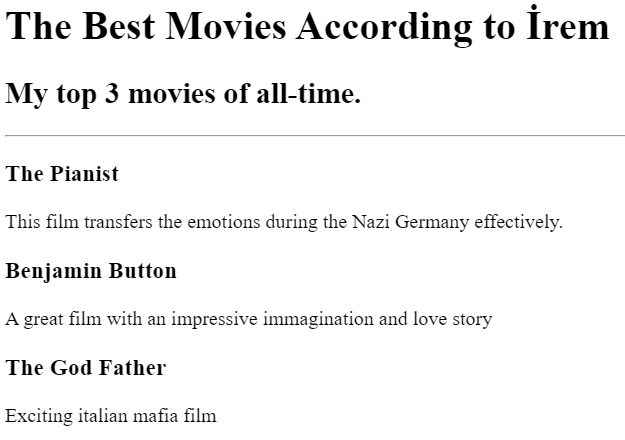 The Best Movies According to İrem
My top 3 movies of all-time.
The Pianist
This film transfers the emotions during the Nazi Germany effectively.
Benjamin Button
A great film with an impressive immagination and love story
The God Father
Exciting italian mafia film